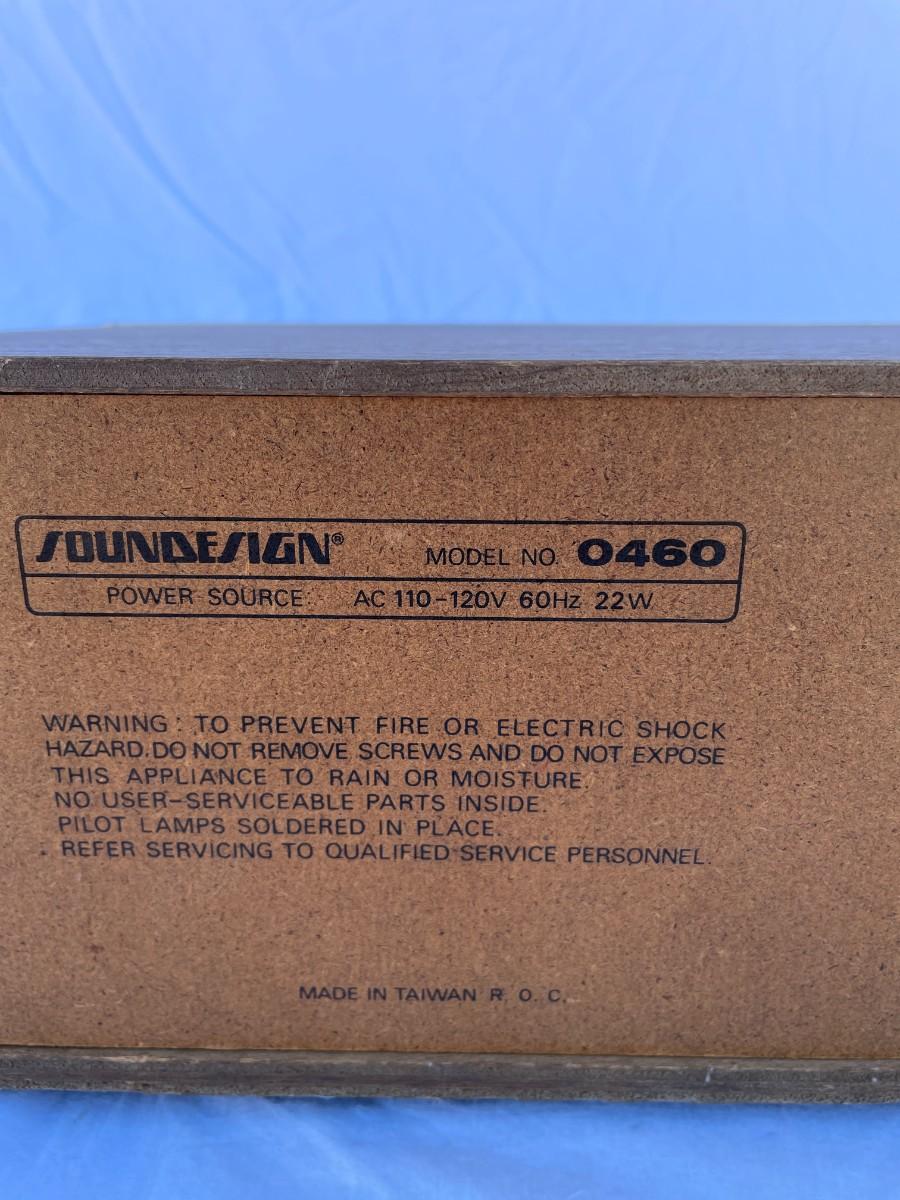 SOUNDESIGN® MODEL NO. 0460
POWER SOURCE: AC 110-120V 60Hz 22W
WARNING: TO PREVENT FIRE OR ELECTRIC SHOCK
HAZARD.DO NOT REMOVE SCREWS AND DO NOT EXPOSE
THIS APPLIANCE TO RAIN OR MOISTURE.
NO USER-SERVICEABLE PARTS INSIDE.
PILOT LAMPS SOLDERED IN PLACE.
REFER SERVICING TO QUALIFIED SERVICE PERSONNEL.
MADE IN TAIWAN R. O. C.